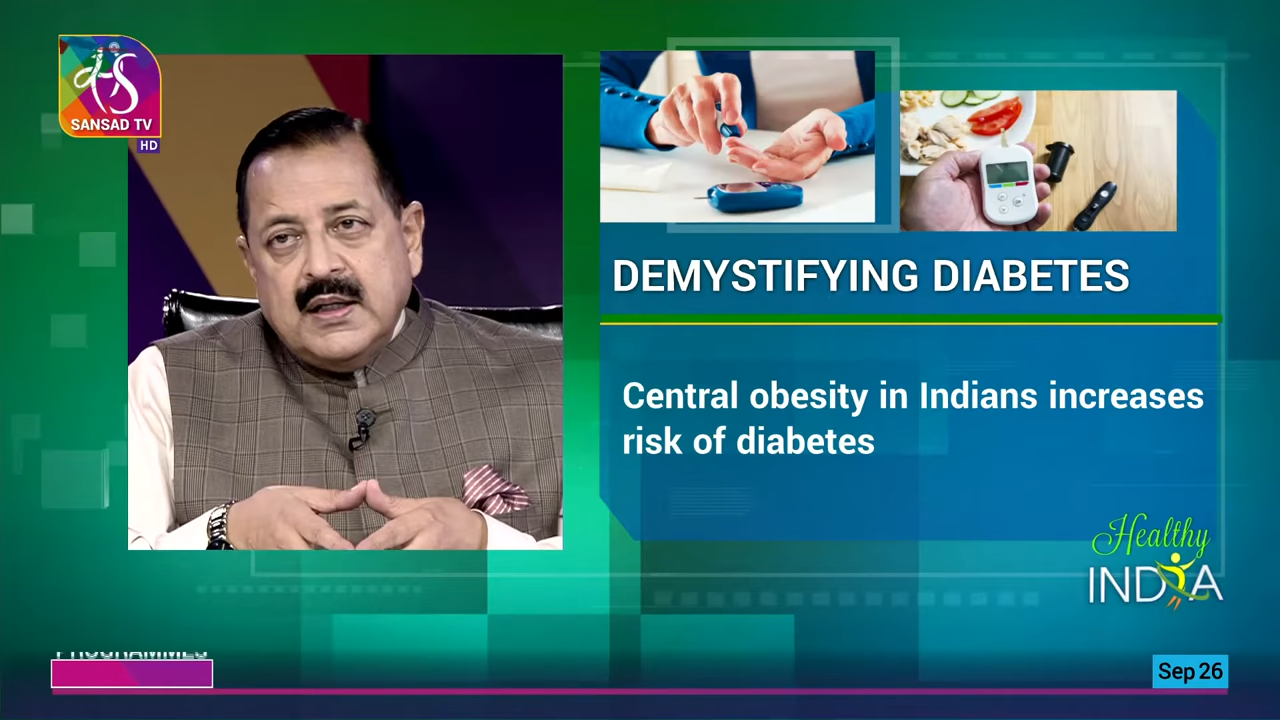 SANSAD TV
HD
DEMYSTIFYING DIABETES
Central obesity in Indians increases
risk of diabetes
Healthy
INDIA
Sep 26